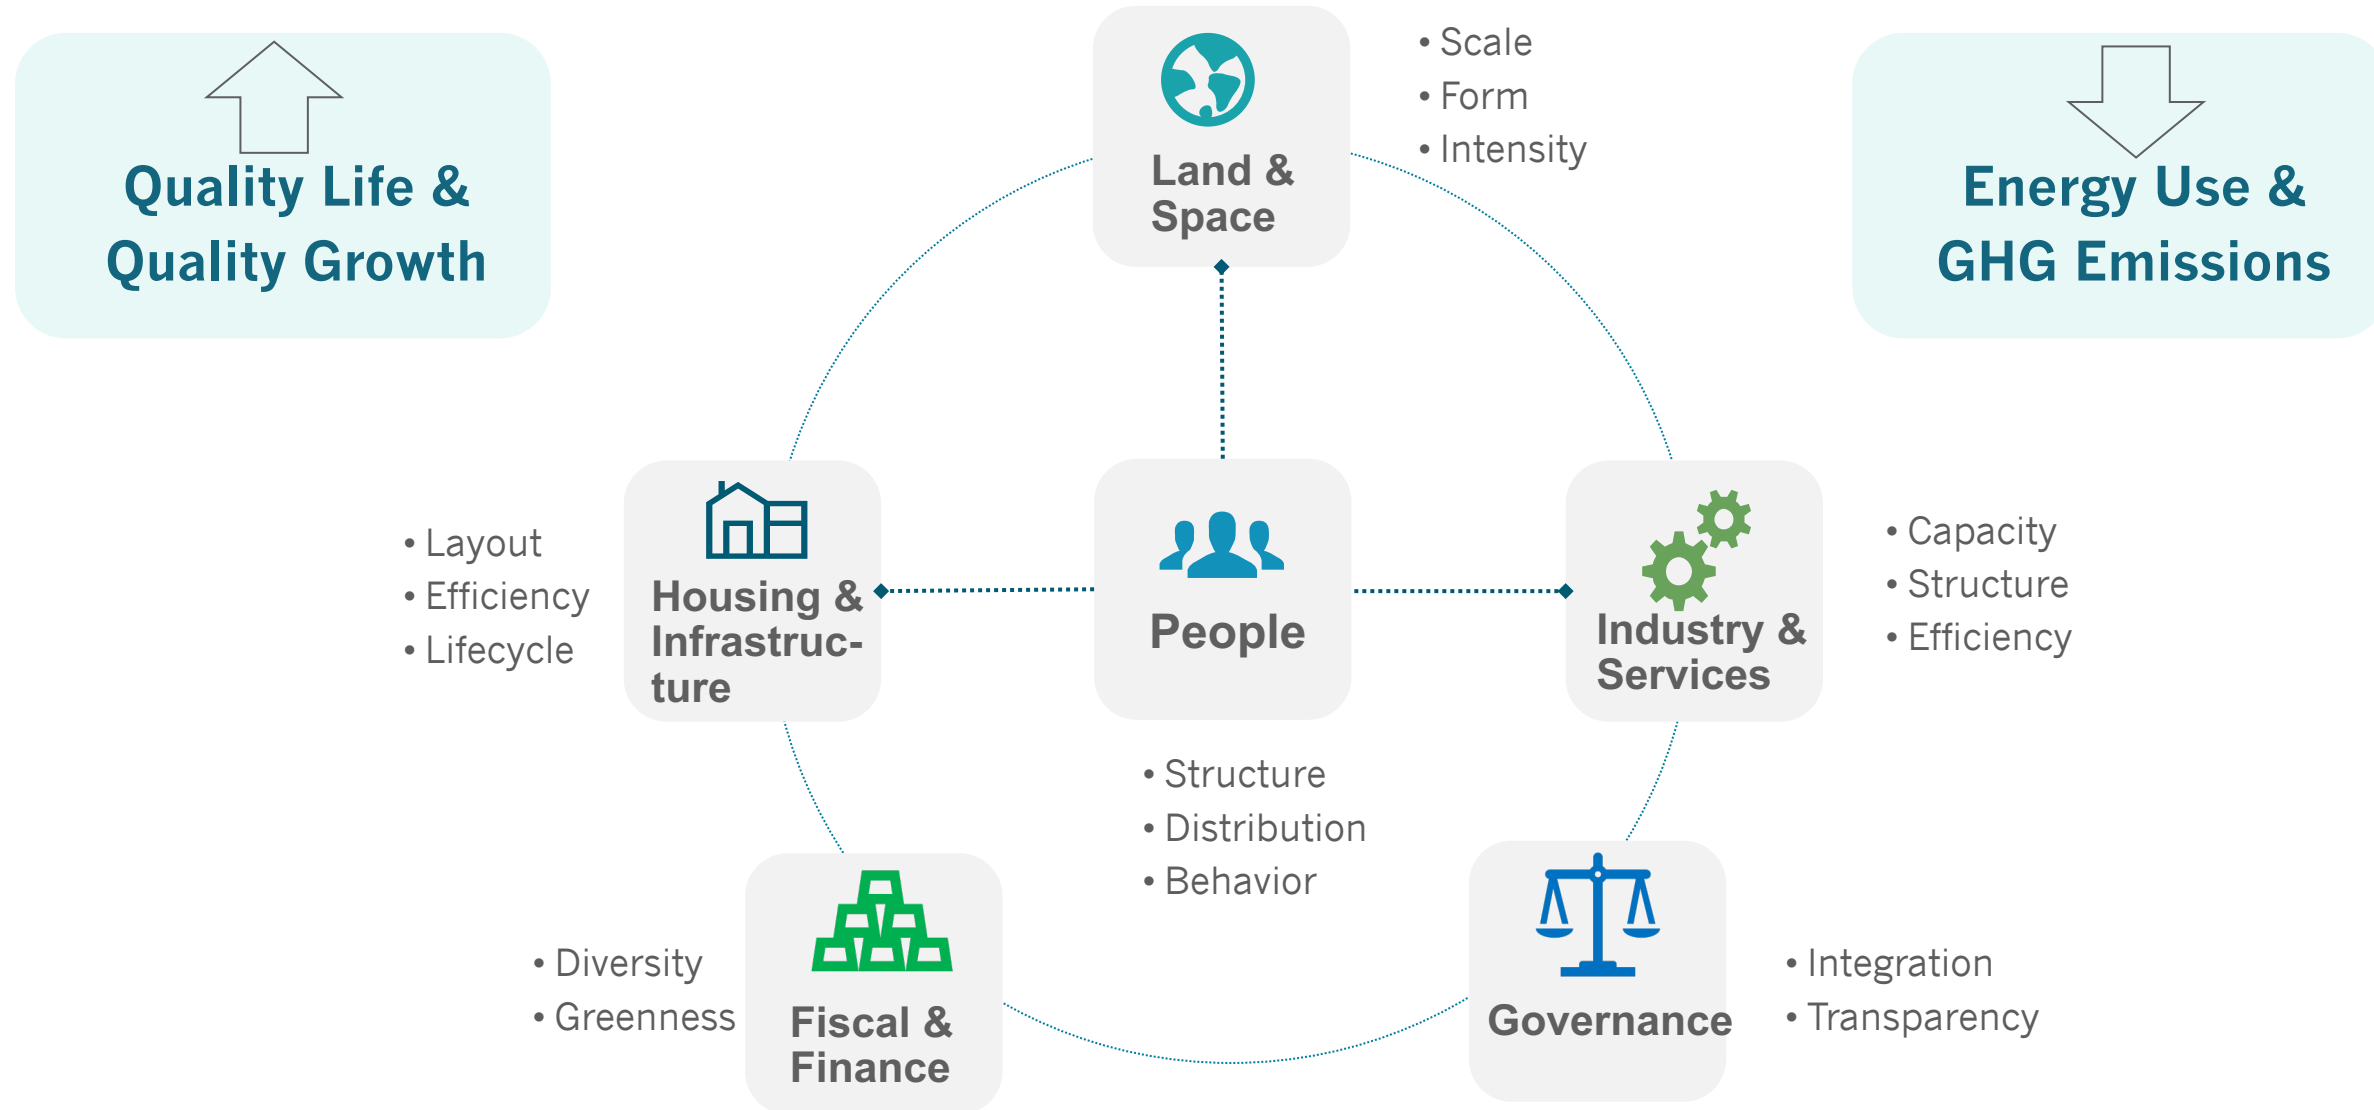 Quality Life &
Quality Growth
Land &
Space
• Scale
• Form
• Intensity
Energy Use &
GHG Emissions
• Layout
• Efficiency
• Lifecycle
Housing &
Infrastruc-
ture
People
• Structure
• Distribution
• Behavior
Industry &
Services
• Capacity
• Structure
• Efficiency
• Diversity
• Greenness
Fiscal &
Finance
Governance
• Integration
• Transparency